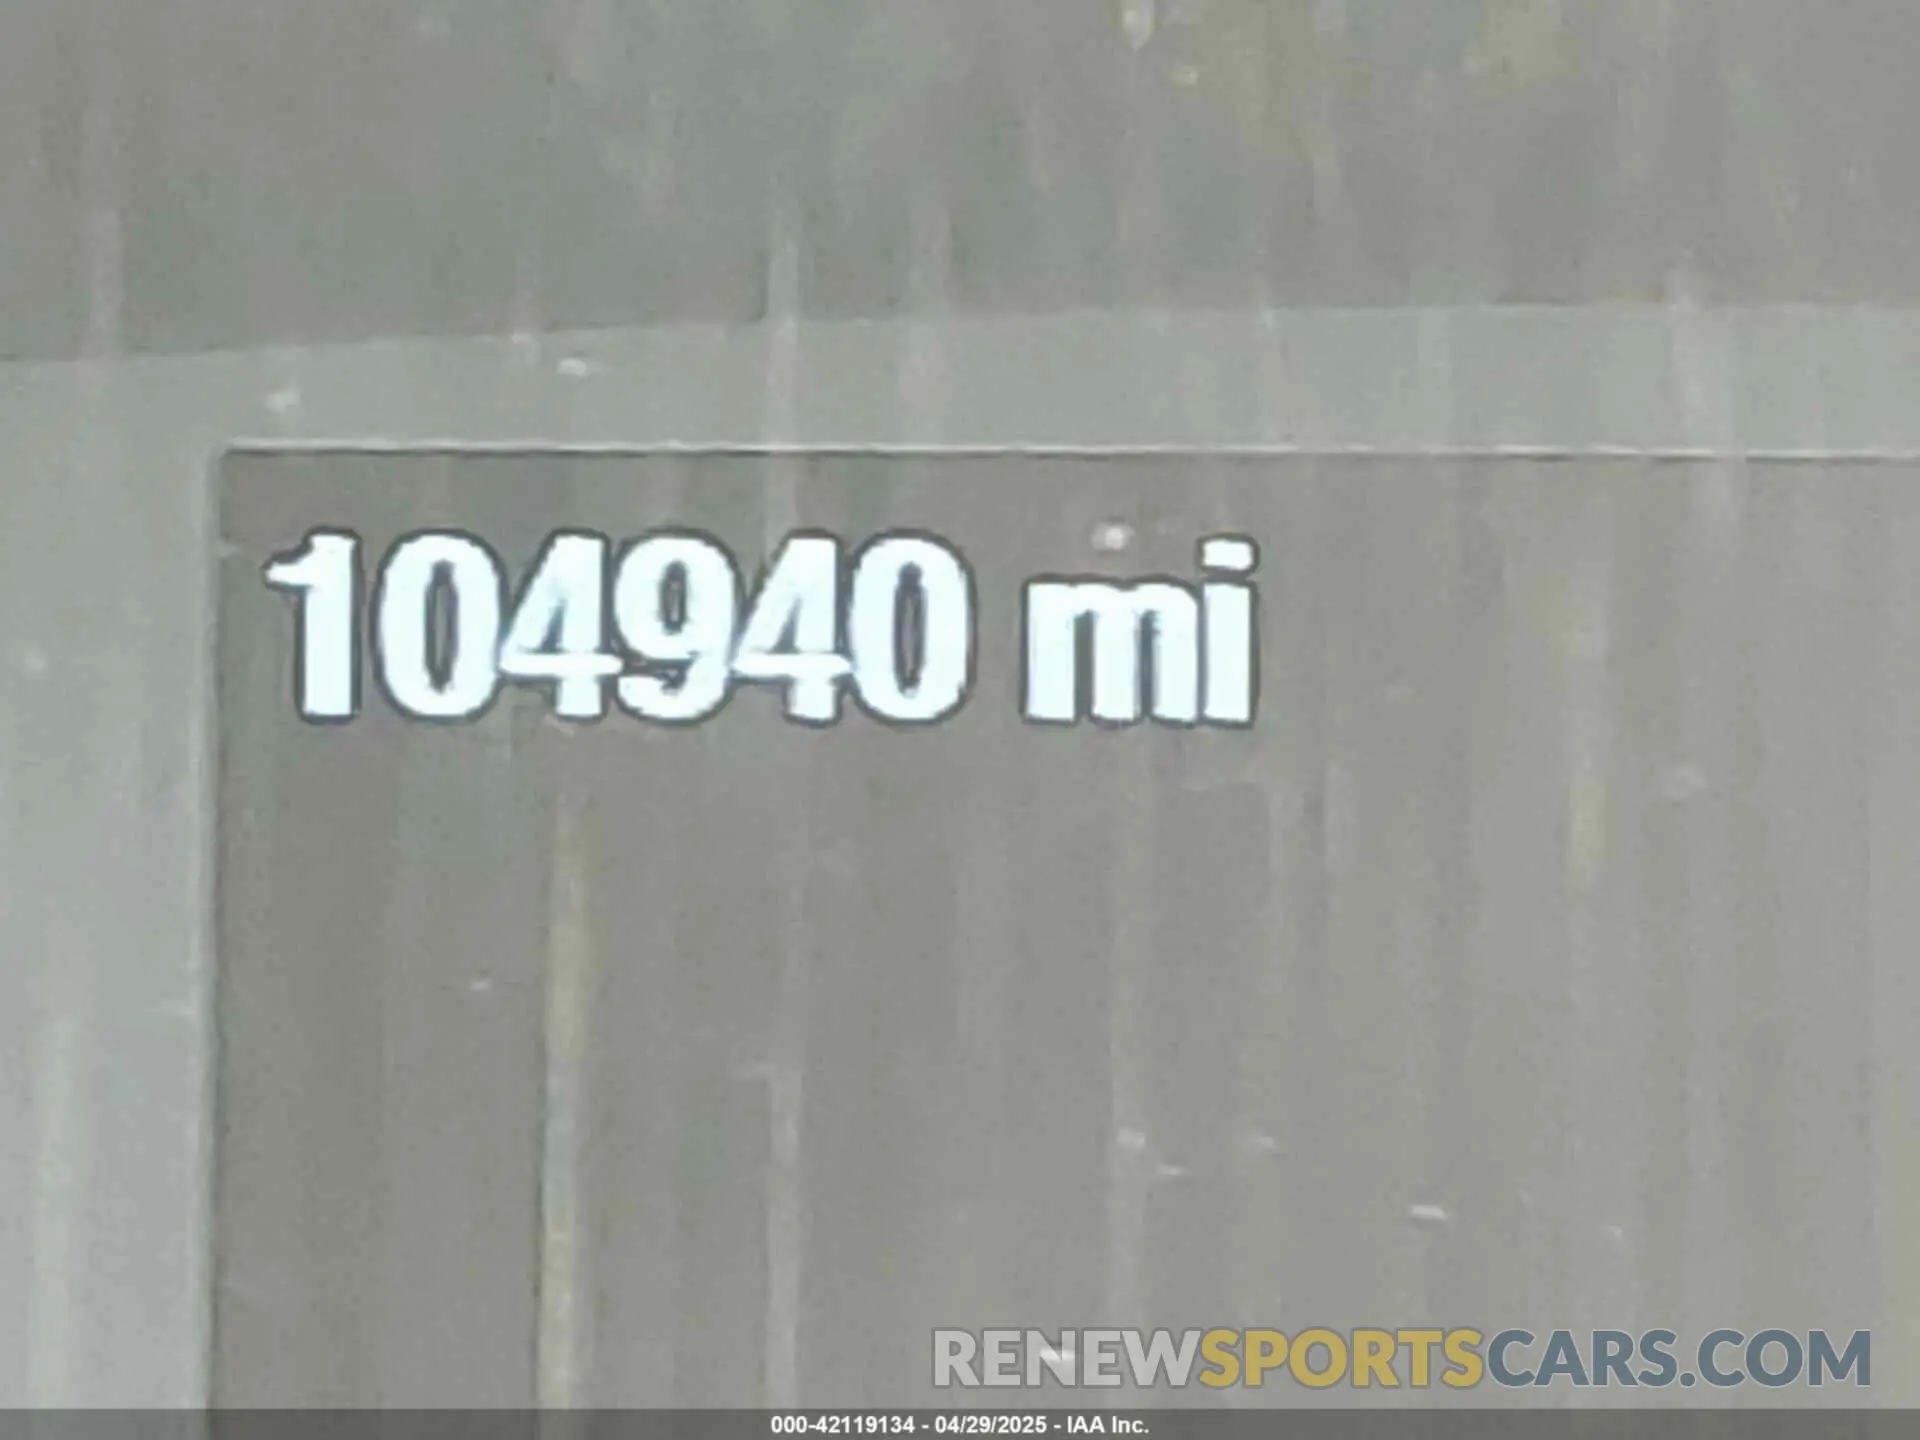 104940 mi
RENEWSPORTSCARS.COM
000-42119134 - 04/29/2025 - IAA Inc.